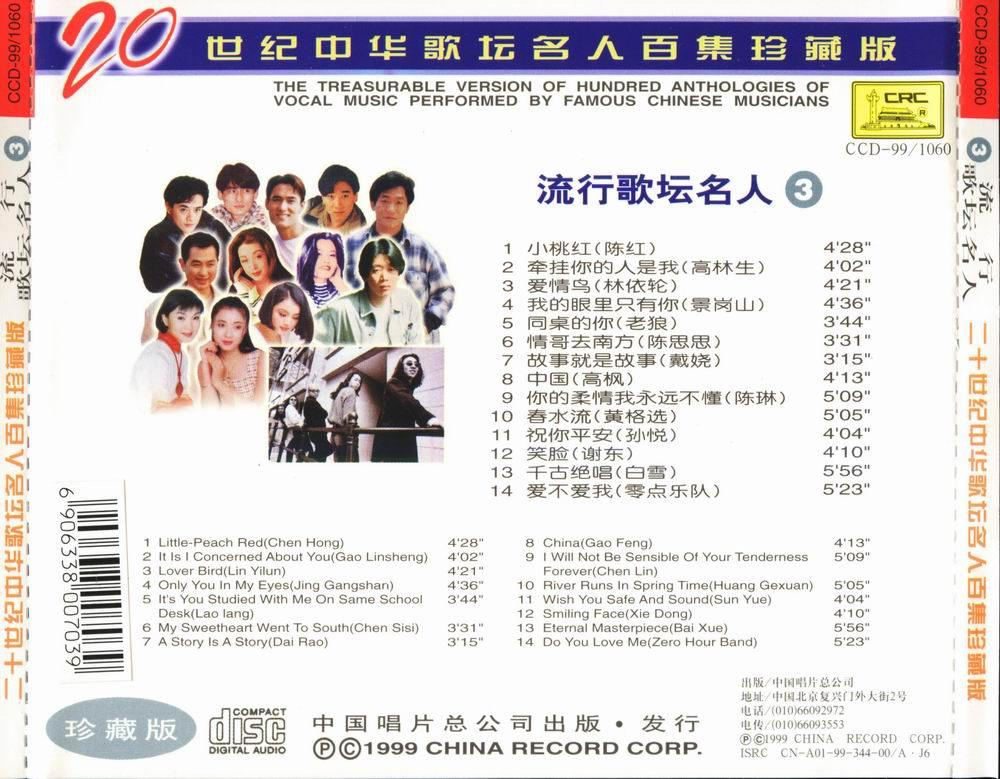 CCD-99/1060
20世纪中华歌坛名人百集珍藏版
THE TREASURABLE VERSION OF HUNDRED ANTHOLOGIES OF
VOCAL MUSIC PERFORMED BY FAMOUS CHINESE MUSICIANS
CRC
®
CCD-99/1060
流行歌坛名人 3
1 小桃红(陈红) 4'28"
2 牵挂你的人是我(高林生) 4'02"
3 爱情鸟(林依轮) 4'21"
4 我的眼里只有你(景岗山) 4'36"
5 同桌的你(老狼) 3'44"
6 情哥去南方(陈思思) 3'31"
7 故事就是故事(戴娆) 3'15"
8 中国(高枫) 4'13"
9 你的柔情我永远不懂(陈琳) 5'09"
10 春水流(黄格选) 5'05"
11 祝你平安(孙悦) 4'04"
12 笑脸(谢东) 4'10"
13 千古绝唱(白雪) 5'56"
14 爱不爱我(零点乐队) 5'23"
1 Little-Peach Red(Chen Hong) 4'28"
2 It Is I Concerned About You(Gao Linsheng) 4'02"
3 Lover Bird(Lin Yilun) 4'21"
4 Only You In My Eyes(Jing Gangshan) 4'36"
5 It's You Studied With Me On Same School 3'44"
Desk(Lao lang)
6 My Sweetheart Went To South(Chen Sisi) 3'31"
7 A Story Is A Story(Dai Rao) 3'15"
8 China(Gao Feng) 4'13"
9 I Will Not Be Sensible Of Your Tenderness 5'09"
Forever(Chen Lin)
10 River Runs In Spring Time(Huang Gexuan) 5'05"
11 Wish You Safe And Sound(Sun Yue) 4'04"
12 Smiling Face(Xie Dong) 4'10"
13 Eternal Masterpiece(Bai Xue) 5'56"
14 Do You Love Me(Zero Hour Band) 5'23"
6 906338 007039
珍藏版
COMPACT
disc
DIGITAL AUDIO
中国唱片总公司出版·发行
ⓅⒸ1999 CHINA RECORD CORP.
出版/中国唱片总公司
地址/中国北京复兴门外大街2号
电话/(010)66092972
电传/(010)66093553
ⓅⒸ1999 CHINA RECORD CORP.
ISRC CN-A01-99-344-00/A·J6
3 流行歌坛名人
二十世纪中华歌坛名人百集珍藏版
CCD-99/1060
3 流行歌坛名人
二十世纪中华歌坛名人百集珍藏版